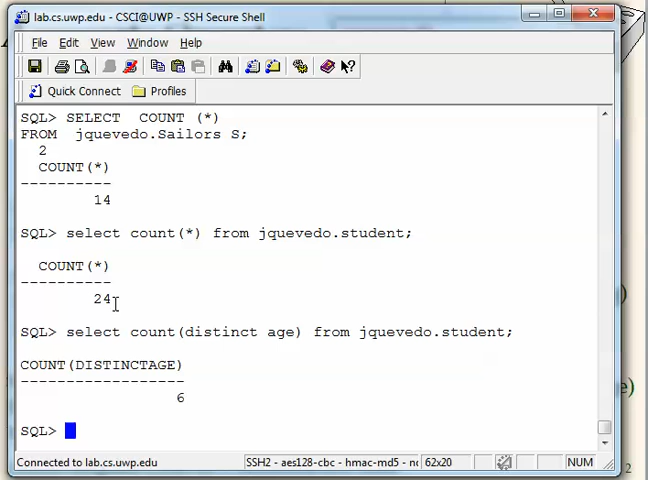 lab.cs.uwp.edu - CSCI@UWP - SSH Secure Shell
File Edit View Window Help
Quick Connect Profiles
SQL> SELECT COUNT (*)
FROM jquevedo.Sailors S;
2
COUNT(*)
----------
14
SQL> select count(*) from jquevedo.student;
COUNT(*)
----------
24
SQL> select count(distinct age) from jquevedo.student;
COUNT(DISTINCTAGE)
------------------
6
SQL>
Connected to lab.cs.uwp.edu SSH2 - aes128-cbc - hmac-md5 - 62x20 NUM
)
e)
2